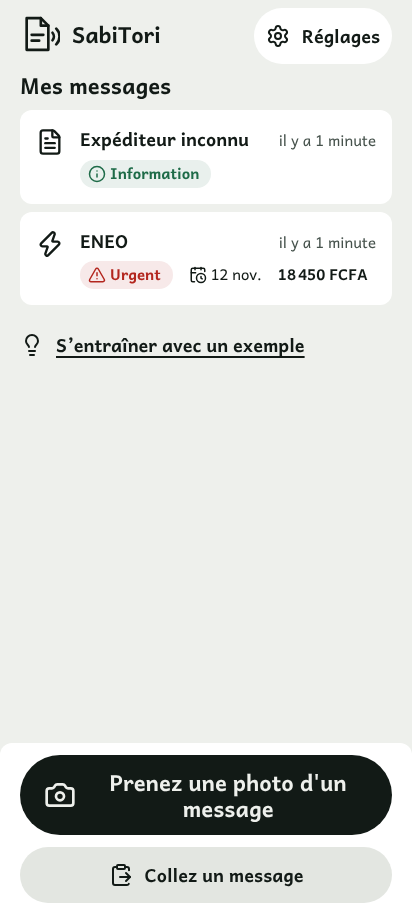 SabiTori
Réglages
Mes messages
Expéditeur inconnu
il y a 1 minute
Information
ENEO
il y a 1 minute
Urgent
12 nov.
18 450 FCFA
S’entraîner avec un exemple
Prenez une photo d'un
message
Collez un message